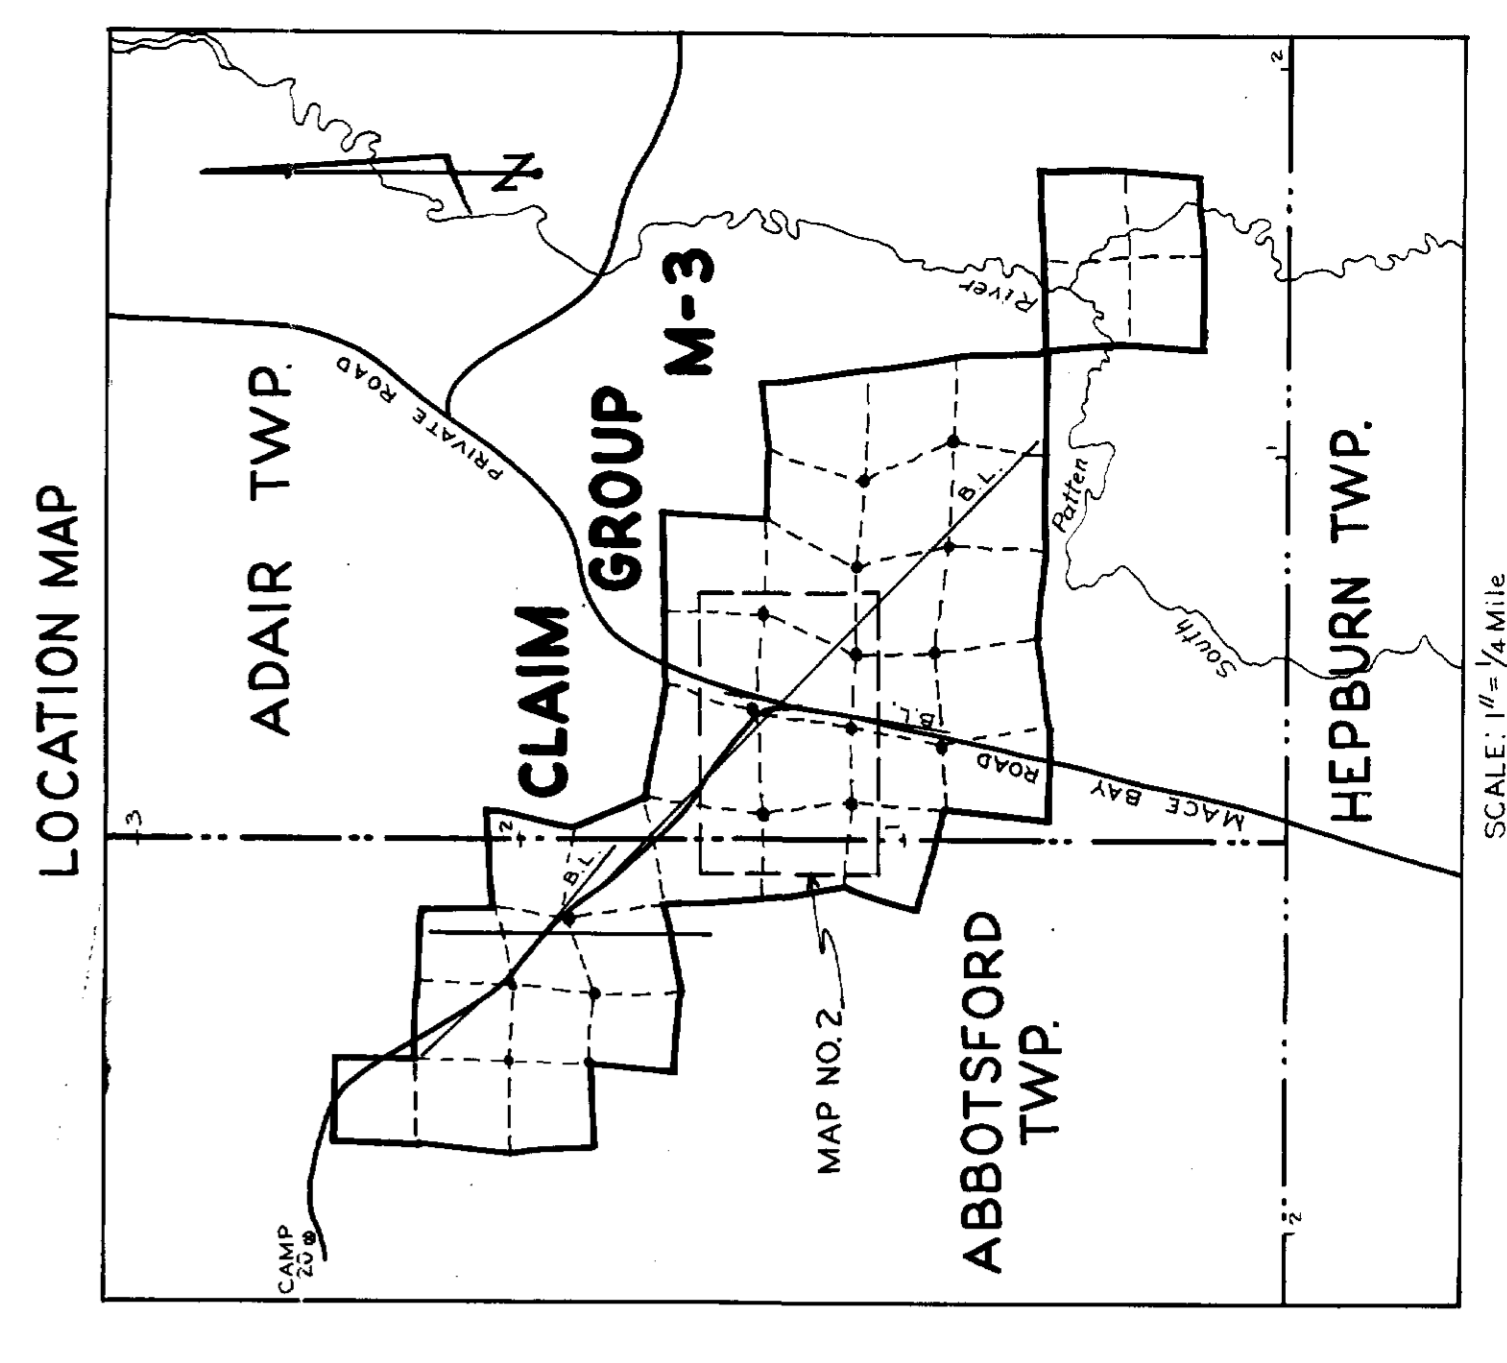 LOCATION MAP
ADAIR TWP.
PRIVATE ROAD
CLAIM
GROUP
M-3
N
3
2
1
1
2
2
B.L.
B.L.
B.L.
River
Patten
South
ROAD
MACE BAY
CAMP
20
MAP NO. 2
ABBOTSFORD
TWP.
HEPBURN TWP.
SCALE: 1" = 1/4 Mile